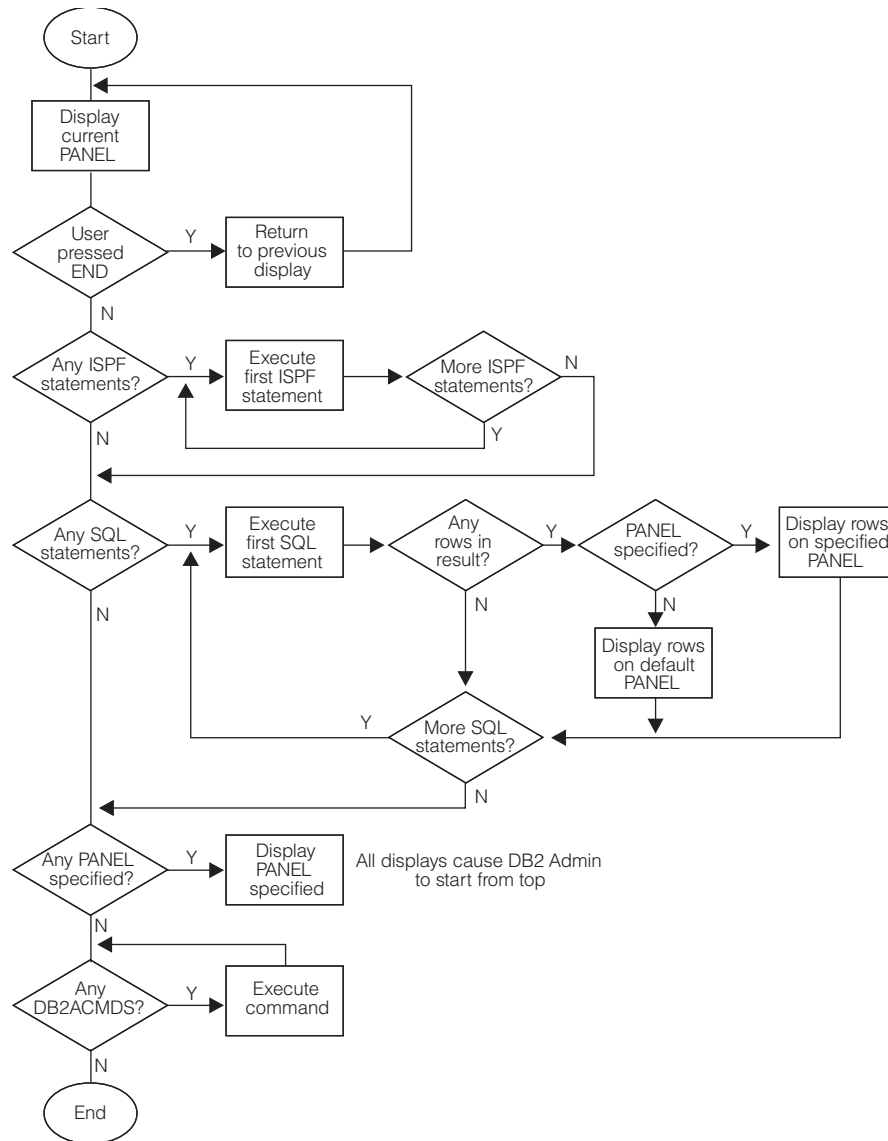 Start
Display
current
PANEL
User
pressed
END
Y
Return
to previous
display
N
Any ISPF
statements?
Y
Execute
first ISPF
statement
More ISPF
statements?
N
Y
N
Any SQL
statements?
Y
Execute
first SQL
statement
Any
rows in
result?
Y
PANEL
specified?
Y
Display rows
on specified
PANEL
N
N
N
Display rows
on default
PANEL
Y
More SQL
statements?
N
Any PANEL
specified?
Y
Display
PANEL
specified
All displays cause DB2 Admin
to start from top
N
Any
DB2ACMDS?
Y
Execute
command
N
End